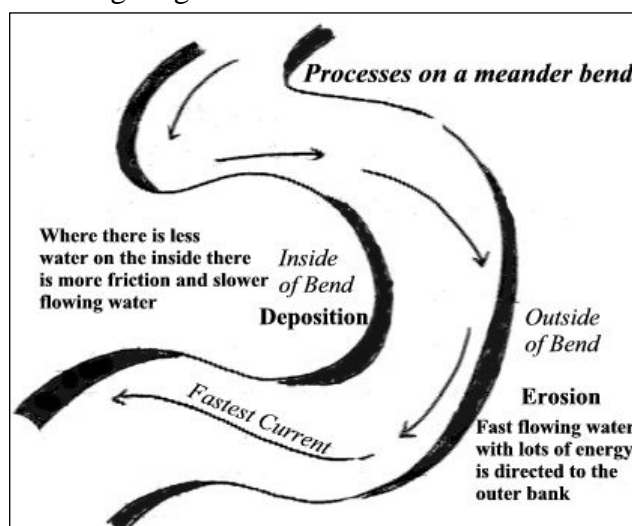 Processes on a meander bend
Where there is less
water on the inside there
is more friction and slower
flowing water
Inside
of Bend
Deposition
Outside
of Bend
Erosion
Fast flowing water
with lots of energy
is directed to the
outer bank
Fastest Current